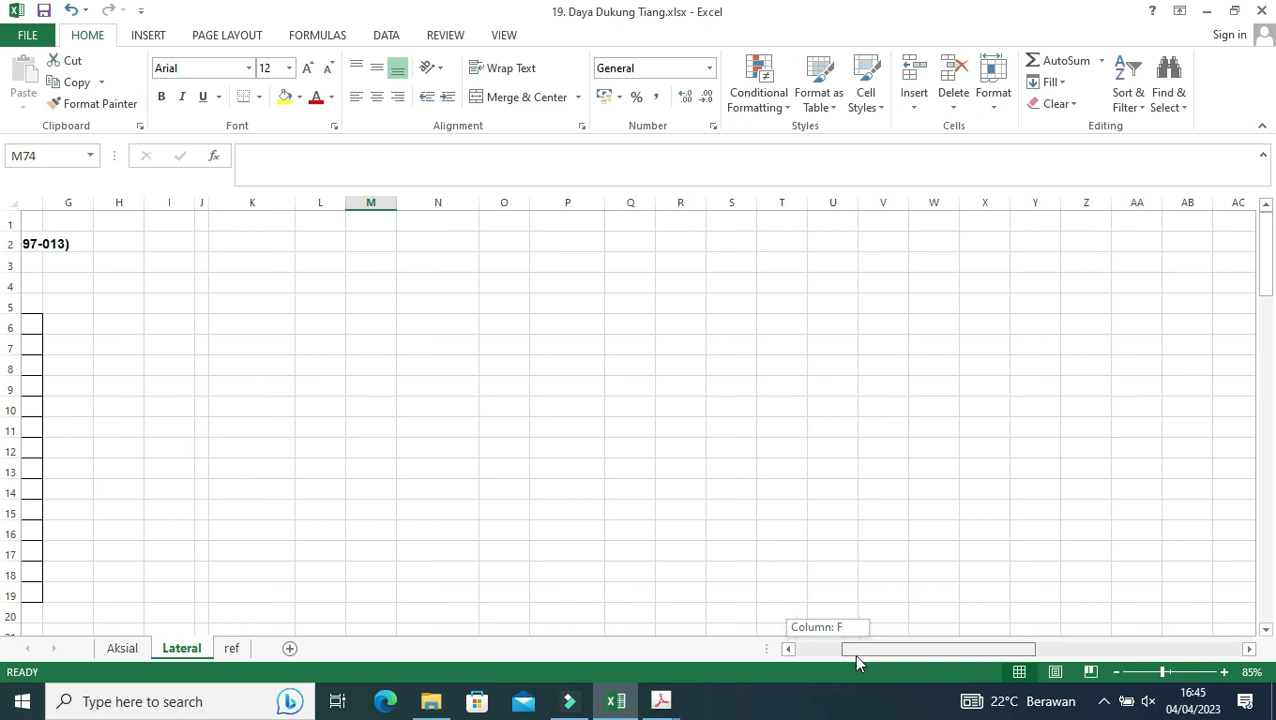 19. Daya Dukung Tiang.xlsx - Excel
?
FILE HOME INSERT PAGE LAYOUT FORMULAS DATA REVIEW VIEW Sign in
Paste
Cut
Copy
Format Painter
Clipboard
Arial 12
B I U
Font
Wrap Text
Merge & Center
Alignment
General
%
Number
Conditional Formatting
Format as Table
Cell Styles
Styles
Insert
Delete
Format
Cells
AutoSum
Fill
Clear
Sort & Filter
Find & Select
Editing
M74
fx
G H I J K L M N O P Q R S T U V W X Y Z AA AB AC
1
2 97-013)
3
4
5
6
7
8
9
10
11
12
13
14
15
16
17
18
19
20
Column: F
Aksial Lateral ref
READY 85%
Type here to search
22°C Berawan
16:45
04/04/2023